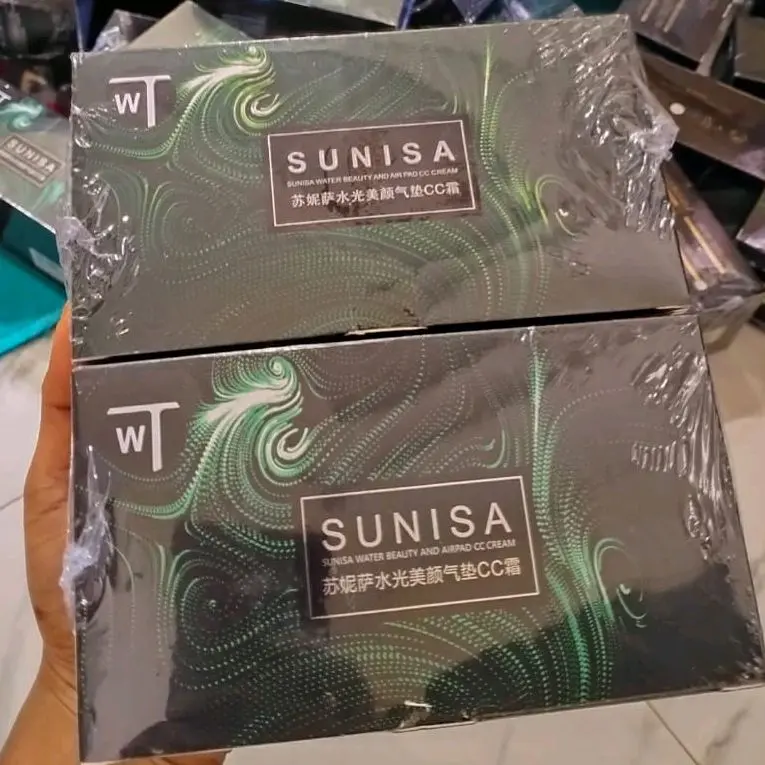 WT
SUNISA
SUNISA WATER BEAUTY AND AIR PAD CC CREAM
苏妮萨水光美颜气垫CC霜
WT
SUNISA
SUNISA WATER BEAUTY AND AIRPAD CC CREAM
苏妮萨水光美颜气垫CC霜
SUNISA